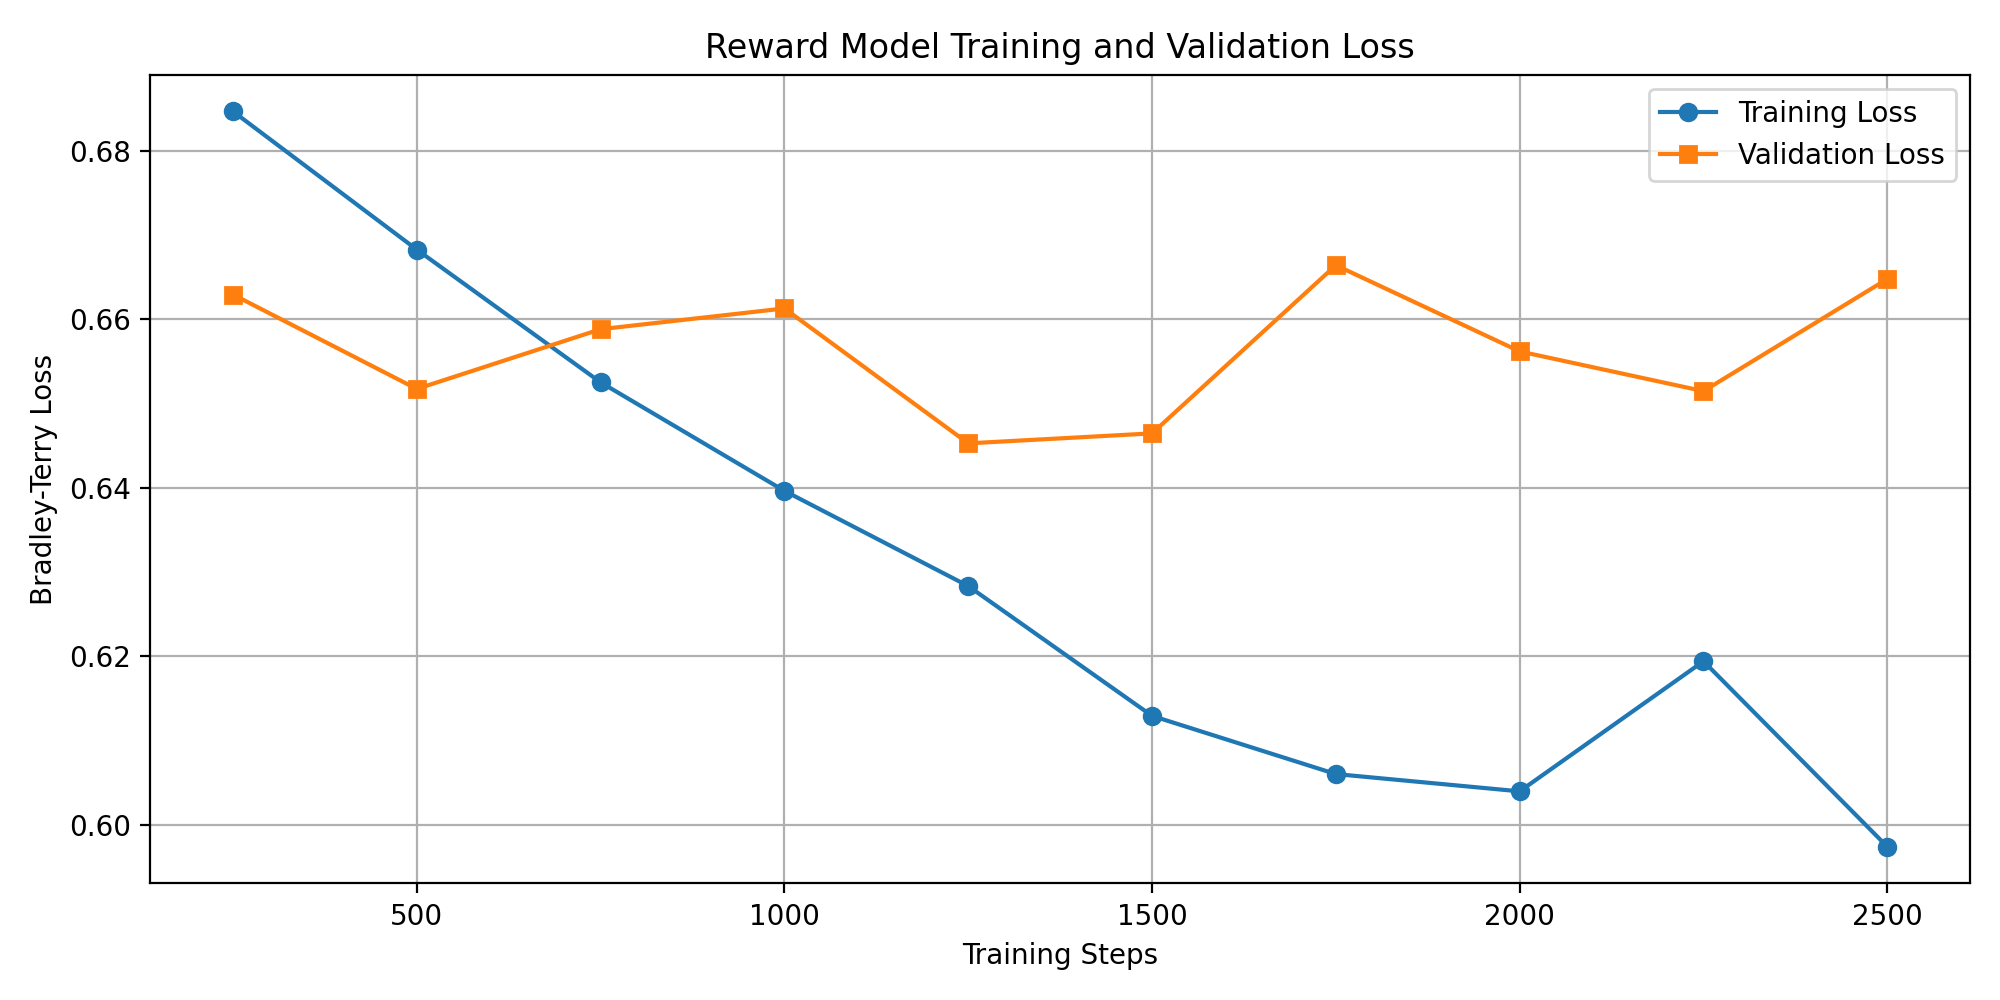 Reward Model Training and Validation Loss
Training Loss
Validation Loss
Bradley-Terry Loss
0.68
0.66
0.64
0.62
0.60
500 1000 1500 2000 2500
Training Steps